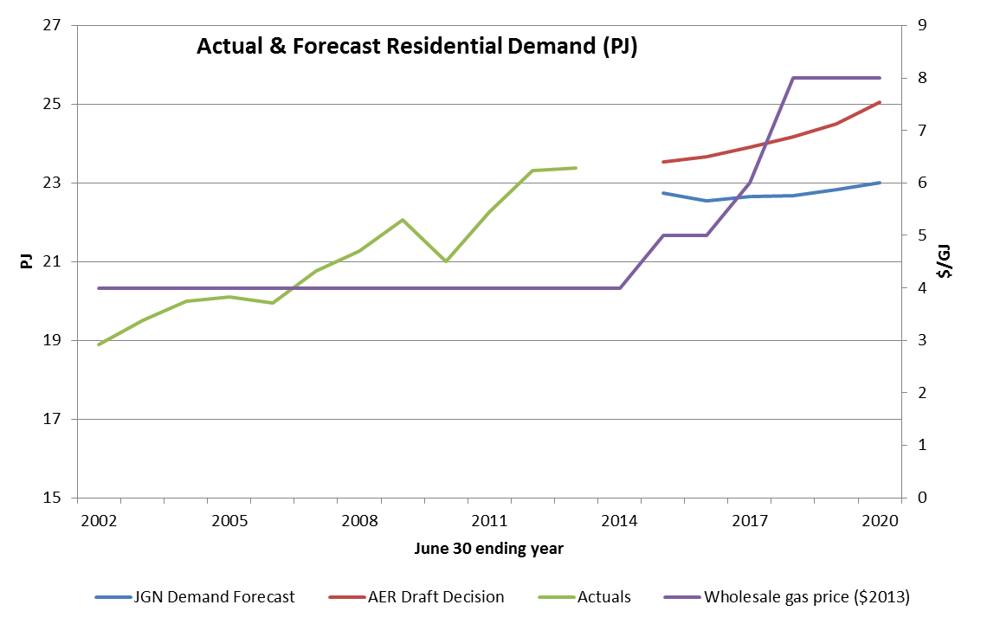 Actual & Forecast Residential Demand (PJ)
27
25
23
21
19
17
15
PJ
9
8
7
6
5
4
3
2
1
0
$/GJ
2002 2005 2008 2011 2014 2017 2020
June 30 ending year
JGN Demand Forecast AER Draft Decision Actuals Wholesale gas price ($2013)